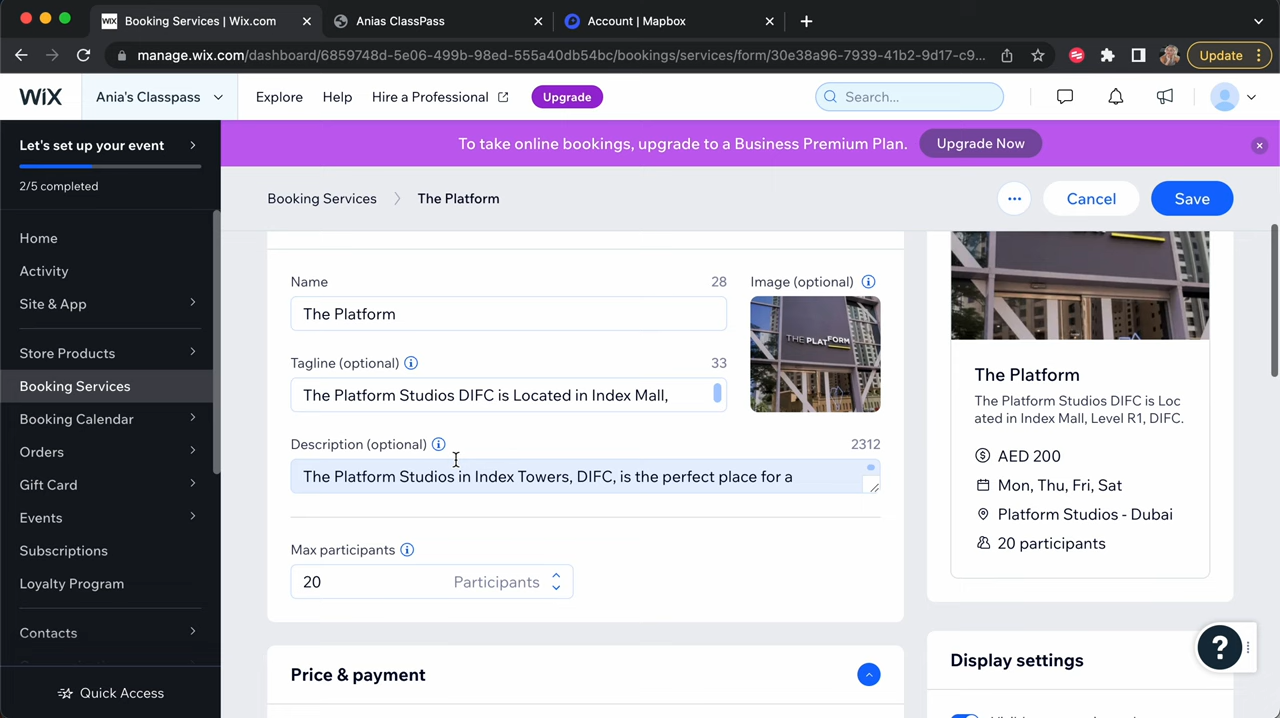 Booking Services | Wix.com
Anias ClassPass
Account | Mapbox
manage.wix.com/dashboard/6859748d-5e06-499b-98ed-555a40db54bc/bookings/services/form/30e38a96-7939-41b2-9d17-c9...
Update
WiX
Ania's Classpass
Explore
Help
Hire a Professional
Upgrade
Search...
Let's set up your event
2/5 completed
To take online bookings, upgrade to a Business Premium Plan.
Upgrade Now
Home
Activity
Site & App
Store Products
Booking Services
Booking Calendar
Orders
Gift Card
Events
Subscriptions
Loyalty Program
Contacts
Quick Access
Booking Services
The Platform
Cancel
Save
Name
28
The Platform
Image (optional)
THE PLATFORM
Tagline (optional)
33
The Platform Studios DIFC is Located in Index Mall,
Description (optional)
2312
The Platform Studios in Index Towers, DIFC, is the perfect place for a
Max participants
20
Participants
Price & payment
The Platform
The Platform Studios DIFC is Loc
ated in Index Mall, Level R1, DIFC.
AED 200
Mon, Thu, Fri, Sat
Platform Studios - Dubai
20 participants
?
Display settings